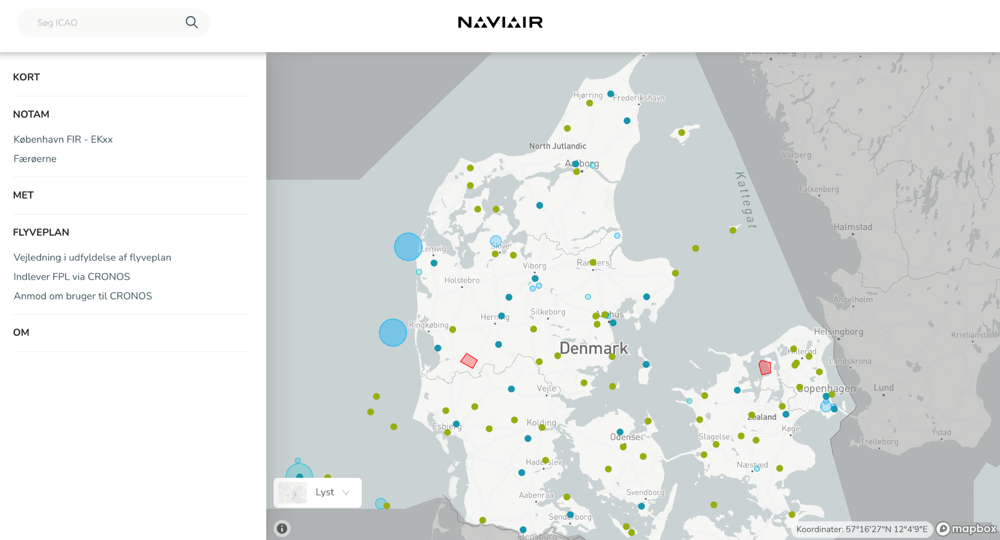 Søg ICAO
NAVIAIR
KORT
NOTAM
København FIR - EKxx
Færøerne
MET
FLYVEPLAN
Vejledning i udfyldelse af flyveplan
Indlever FPL via CRONOS
Anmod om bruger til CRONOS
OM
Hjørring
Frederikshavn
North Jutlandic
Aalborg
Varberg
Kattegat
Falkenberg
Halmstad
Lemvig
Skive
Viborg
Randers
Holstebro
Ängelholm
Silkeborg
Aarhus
Herning
Ringkøbing
Helsingborg
Kristianstad
Denmark
Hillerød
Landskrona
Vejle
Copenhagen
Lund
Esbjerg
Kolding
Zealand
Køge
Odense
Slagelse
Ystad
Trelleborg
Haderslev
Næstved
Lyst
Aabenraa
Svendborg
Sønderborg
Flensburg
Koordinater: 57°16'27"N 12°4'9"E
mapbox